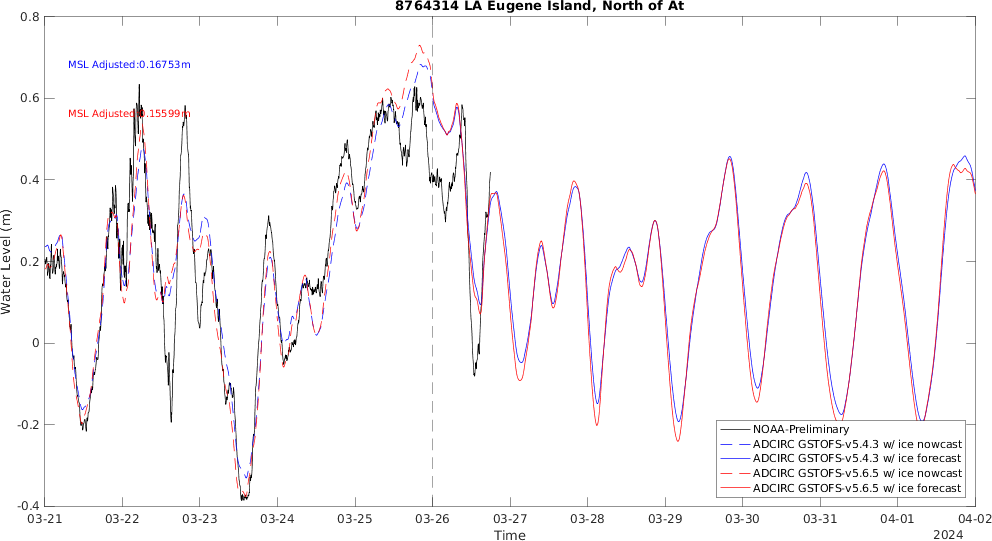 8764314 LA Eugene Island, North of At
0.8
0.6
0.4
0.2
0
-0.2
-0.4
Water Level (m)
MSL Adjusted:0.16753m
MSL Adjusted:0.15599m
NOAA-Preliminary
ADCIRC GSTOFS-v5.4.3 w/ ice nowcast
ADCIRC GSTOFS-v5.4.3 w/ ice forecast
ADCIRC GSTOFS-v5.6.5 w/ ice nowcast
ADCIRC GSTOFS-v5.6.5 w/ ice forecast
03-21 03-22 03-23 03-24 03-25 03-26 03-27 03-28 03-29 03-30 03-31 04-01 04-02
Time
2024